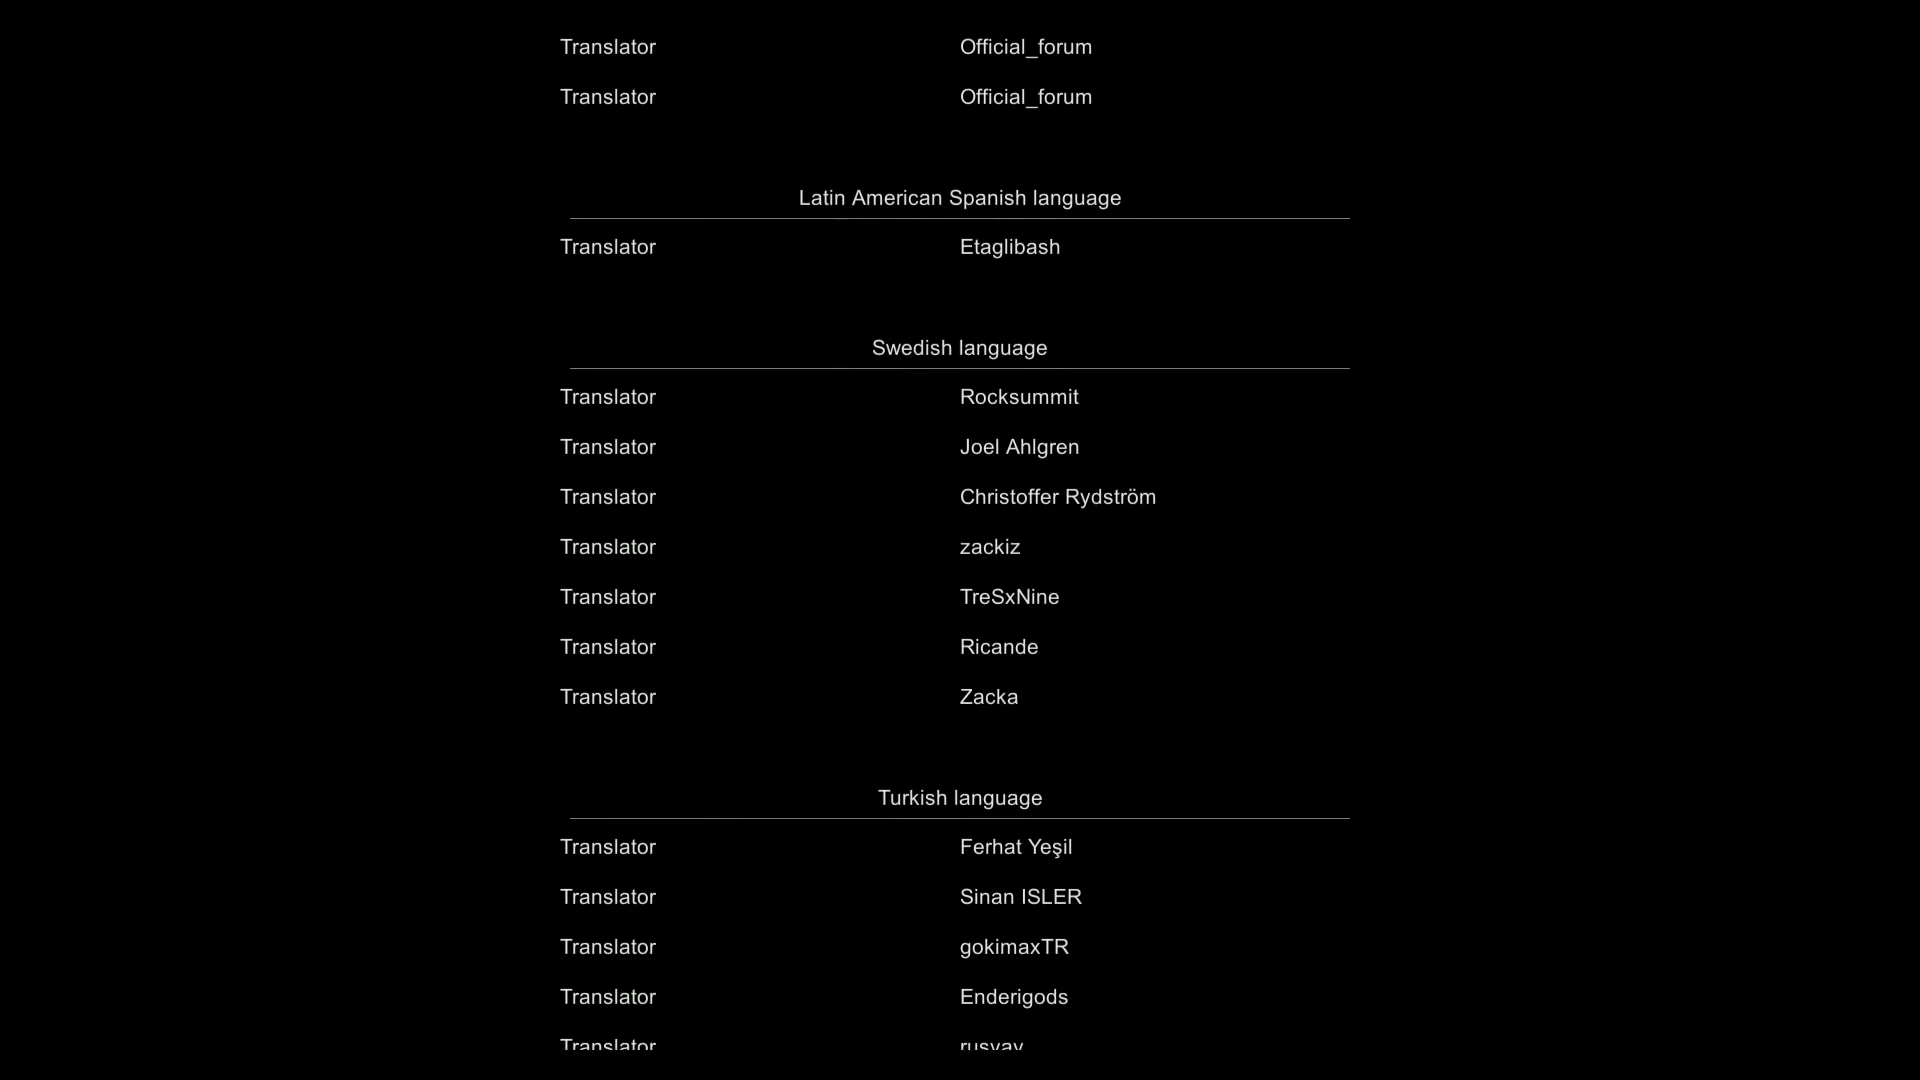 Translator Official_forum
Translator Official_forum
Latin American Spanish language
Translator Etaglibash
Swedish language
Translator Rocksummit
Translator Joel Ahlgren
Translator Christoffer Rydström
Translator zackiz
Translator TreSxNine
Translator Ricande
Translator Zacka
Turkish language
Translator Ferhat Yeşil
Translator Sinan ISLER
Translator gokimaxTR
Translator Enderigods
Translator